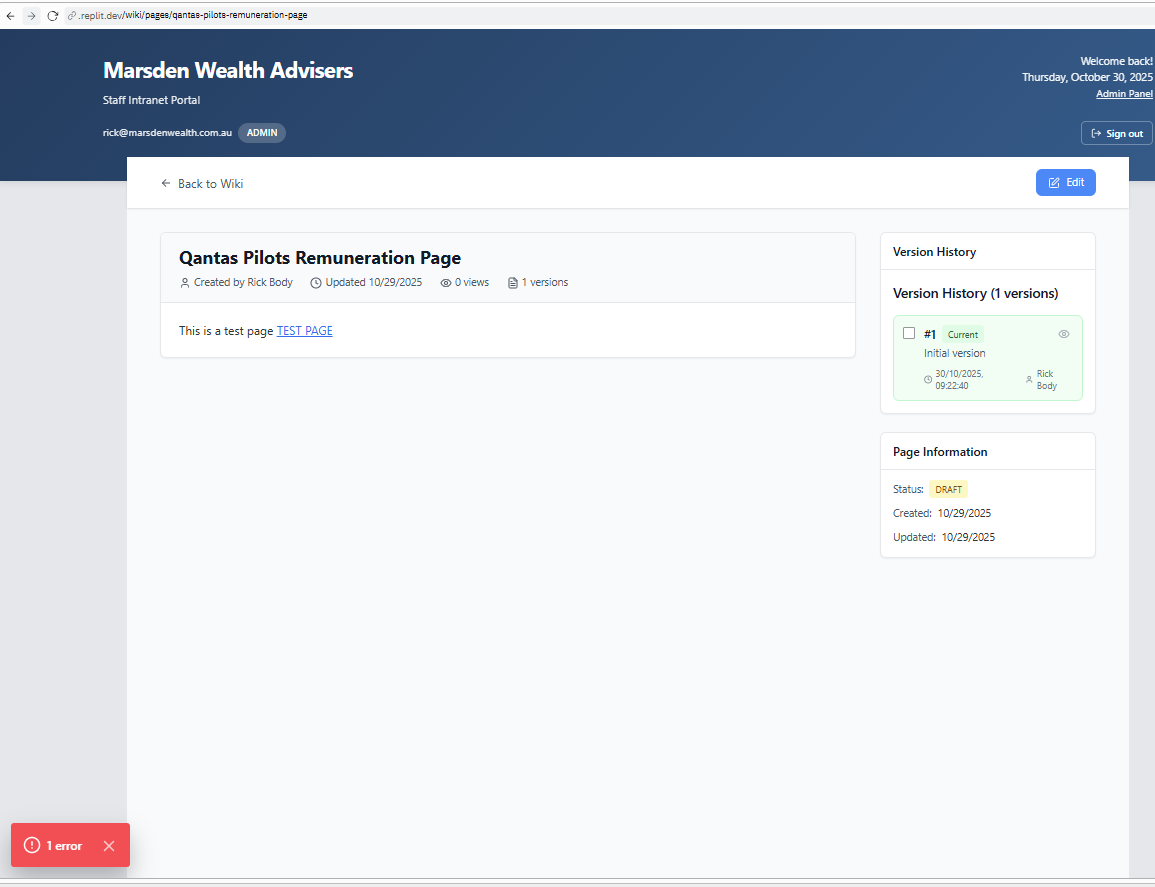 .replit.dev/wiki/pages/qantas-pilots-remuneration-page
Marsden Wealth Advisers
Staff Intranet Portal
rick@marsdenwealth.com.au ADMIN
Welcome back!
Thursday, October 30, 2025
Admin Panel
Sign out
Back to Wiki
Edit
Qantas Pilots Remuneration Page
Created by Rick Body Updated 10/29/2025 0 views 1 versions
This is a test page TEST PAGE
Version History
Version History (1 versions)
#1 Current
Initial version
30/10/2025,
09:22:40
Rick
Body
Page Information
Status: DRAFT
Created: 10/29/2025
Updated: 10/29/2025
1 error